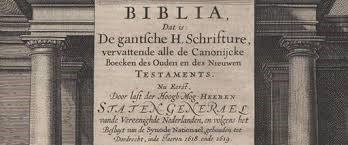 BIBLIA,
Dat is:
De gantsche H. Schrifture,
vervattende alle de Canonijcke
Boecken des Ouden en des Nieuwen
TESTAMENTS.
Nu Eerst,
Door last der Hoogh-Mog: HEEREN
STATEN GENERAEL
vande Vereenighde Nederlanden, en volgens het
Besluyt van de Synode Nationael, gehouden tot
Dordrecht, inde Iaeren 1618 ende 1619.